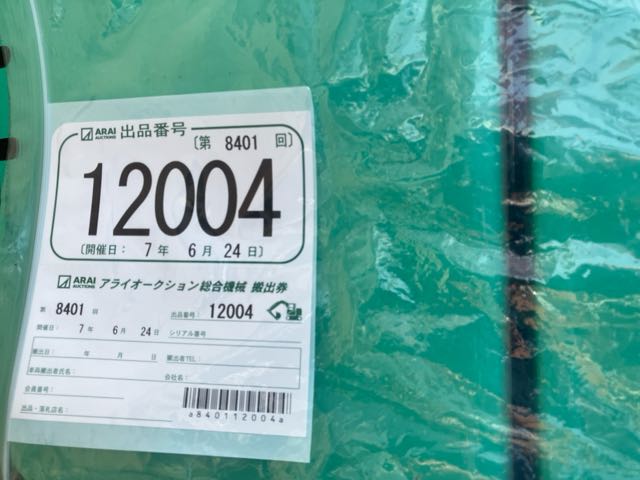 ARAI AUCTIONS 出品番号
〔第 8401 回〕
12004
〔開催日： 7 年 6 月 24 日〕
ARAI AUCTIONS アライオークション総合機械 搬出券
第 8401 回 出品番号： 12004
開催日： 7 年 6 月 24 日 シリアル番号
搬出日： 年 月 日 搬出者TEL：
車両搬出者氏名： 会社名：
会員番号：
出品・落札店名：
a840112004a